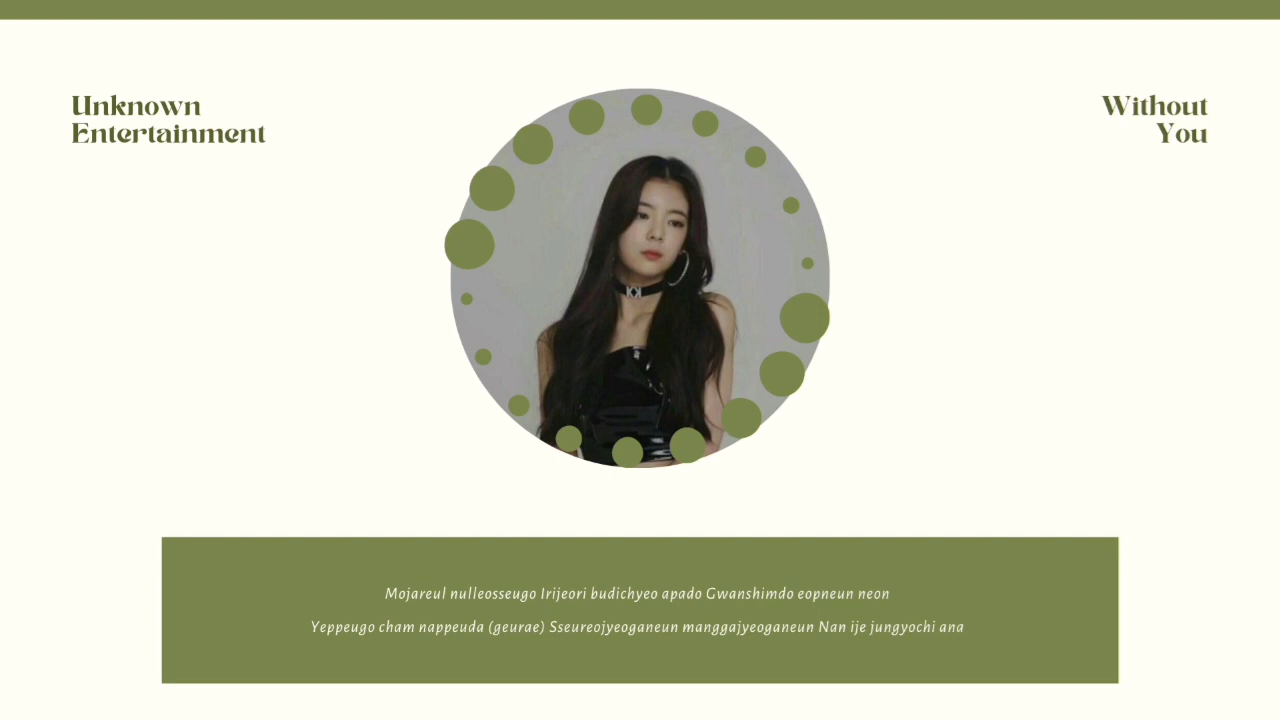 Unknown
Entertainment
Without
You
Mojareul nulleosseugo Irijeori budichyeo apado Gwanshimdo eopneun neon
Yeppeugo cham nappeuda (geurae) Sseureojyeoganeun manggajyeoganeun Nan ije jungyochi ana